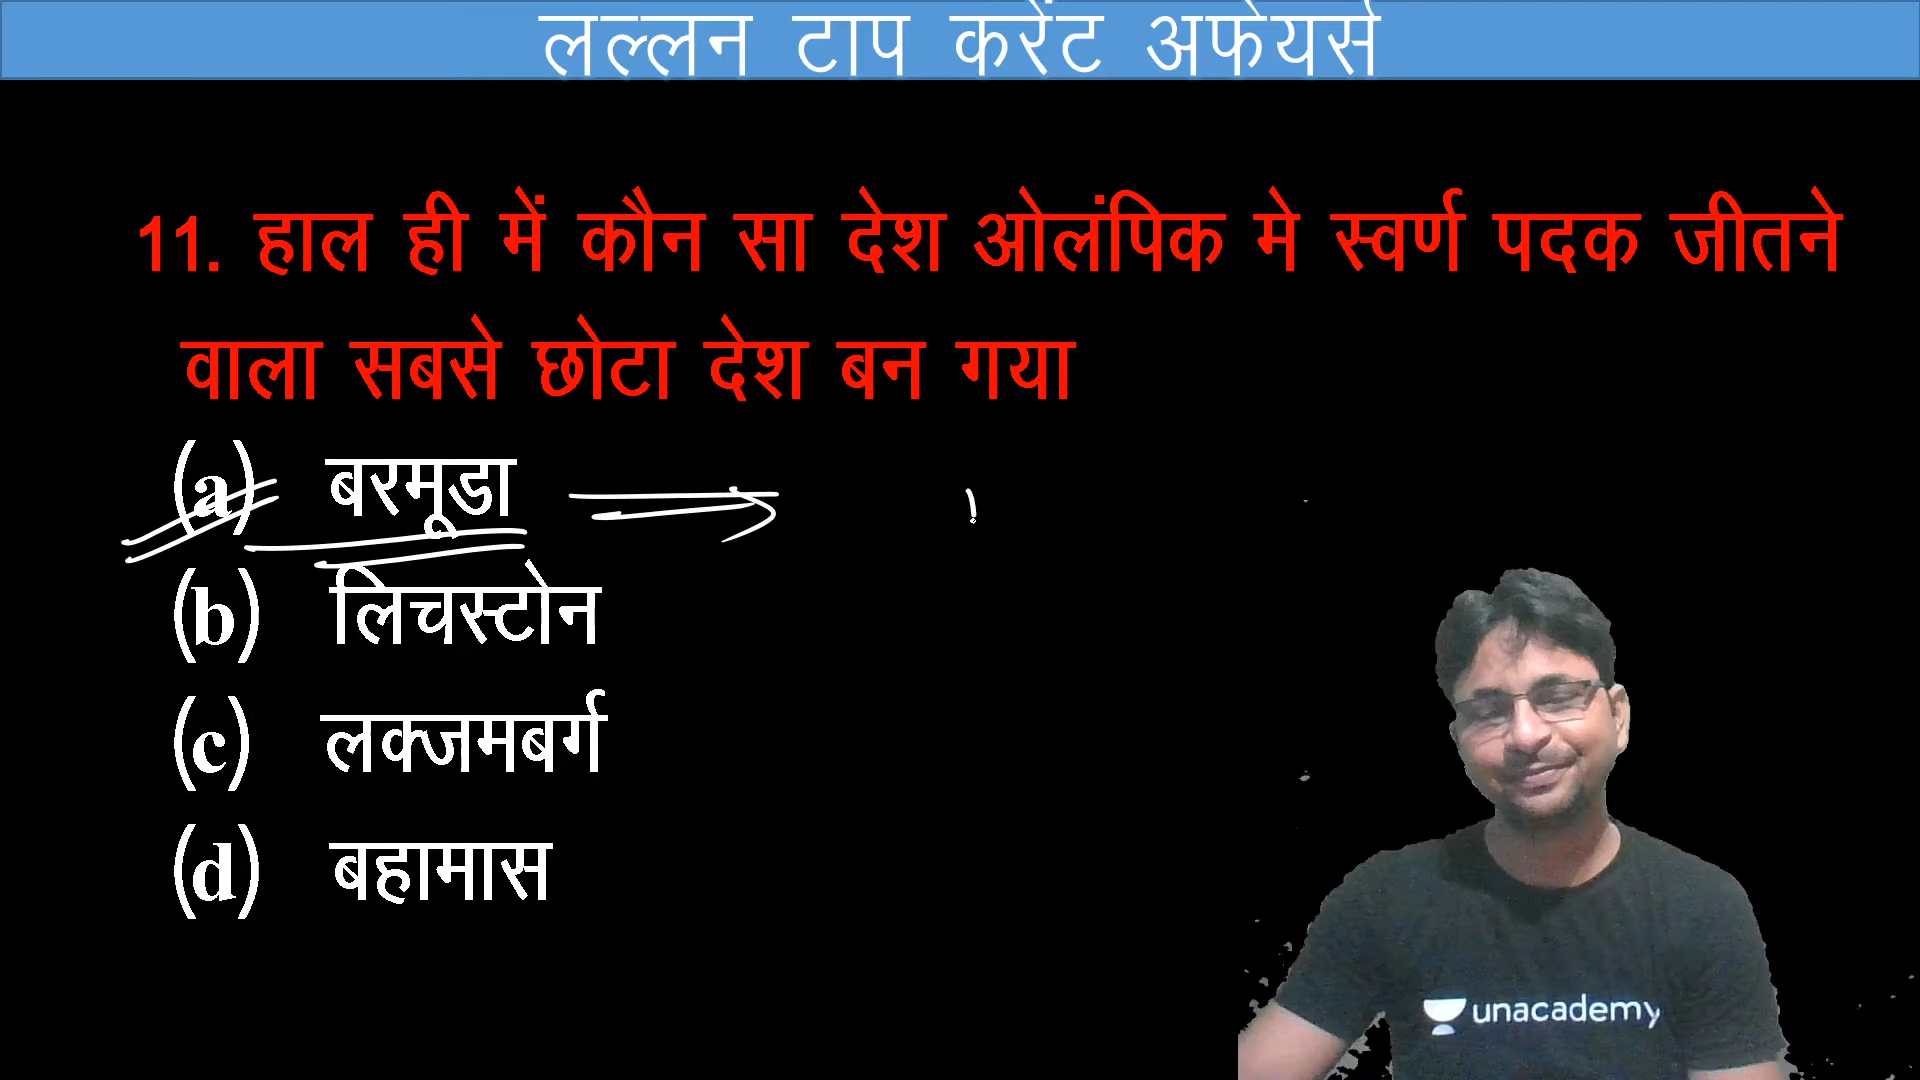 लल्लन टाप करेंट अफेयर्स
11. हाल ही में कौन सा देश ओलंपिक मे स्वर्ण पदक जीतने
वाला सबसे छोटा देश बन गया
(a) बरमूडा
(b) लिचस्टोन
(c) लक्जमबर्ग
(d) बहामास
unacademy